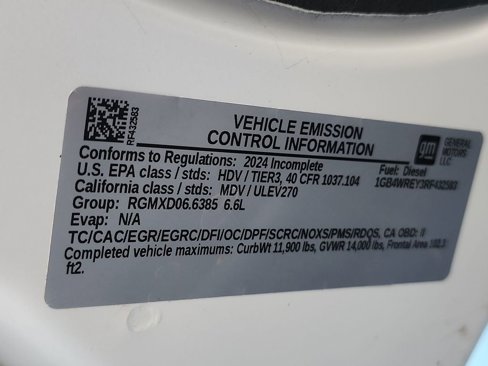 RF432583
VEHICLE EMISSION
CONTROL INFORMATION
gm
GENERAL
MOTORS
LLC
Conforms to Regulations: 2024 Incomplete
Fuel: Diesel
U.S. EPA class / stds: HDV / TIER3, 40 CFR 1037.104
1GB4WREY3RF432583
California class / stds: MDV / ULEV270
Group: RGMXD06.6385 6.6L
Evap: N/A
TC/CAC/EGR/EGRC/DFI/OC/DPF/SCRC/NOXS/PMS/RDQS, CA OBD: II
Completed vehicle maximums: CurbWt 11,900 lbs, GVWR 14,000 lbs, Frontal Area 102.3
ft2.